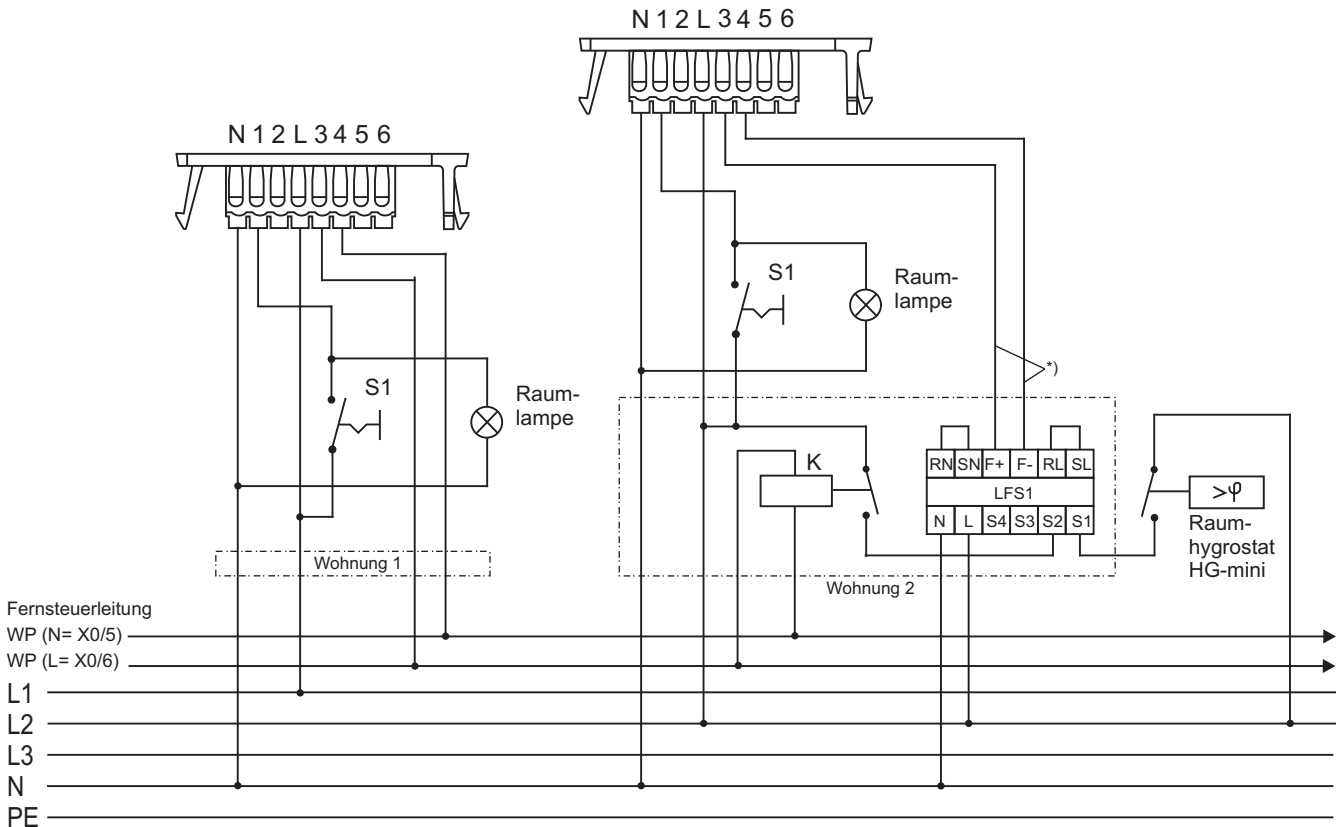 N 1 2 L 3 4 5 6
N 1 2 L 3 4 5 6
S1
Raum-
lampe
S1
Raum-
lampe
*)
K
RN SN F+ F- RL SL
LFS1
N L S4 S3 S2 S1
>φ
Raum-
hygrostat
HG-mini
Wohnung 1
Wohnung 2
Fernsteuerleitung
WP (N= X0/5)
WP (L= X0/6)
L1
L2
L3
N
PE